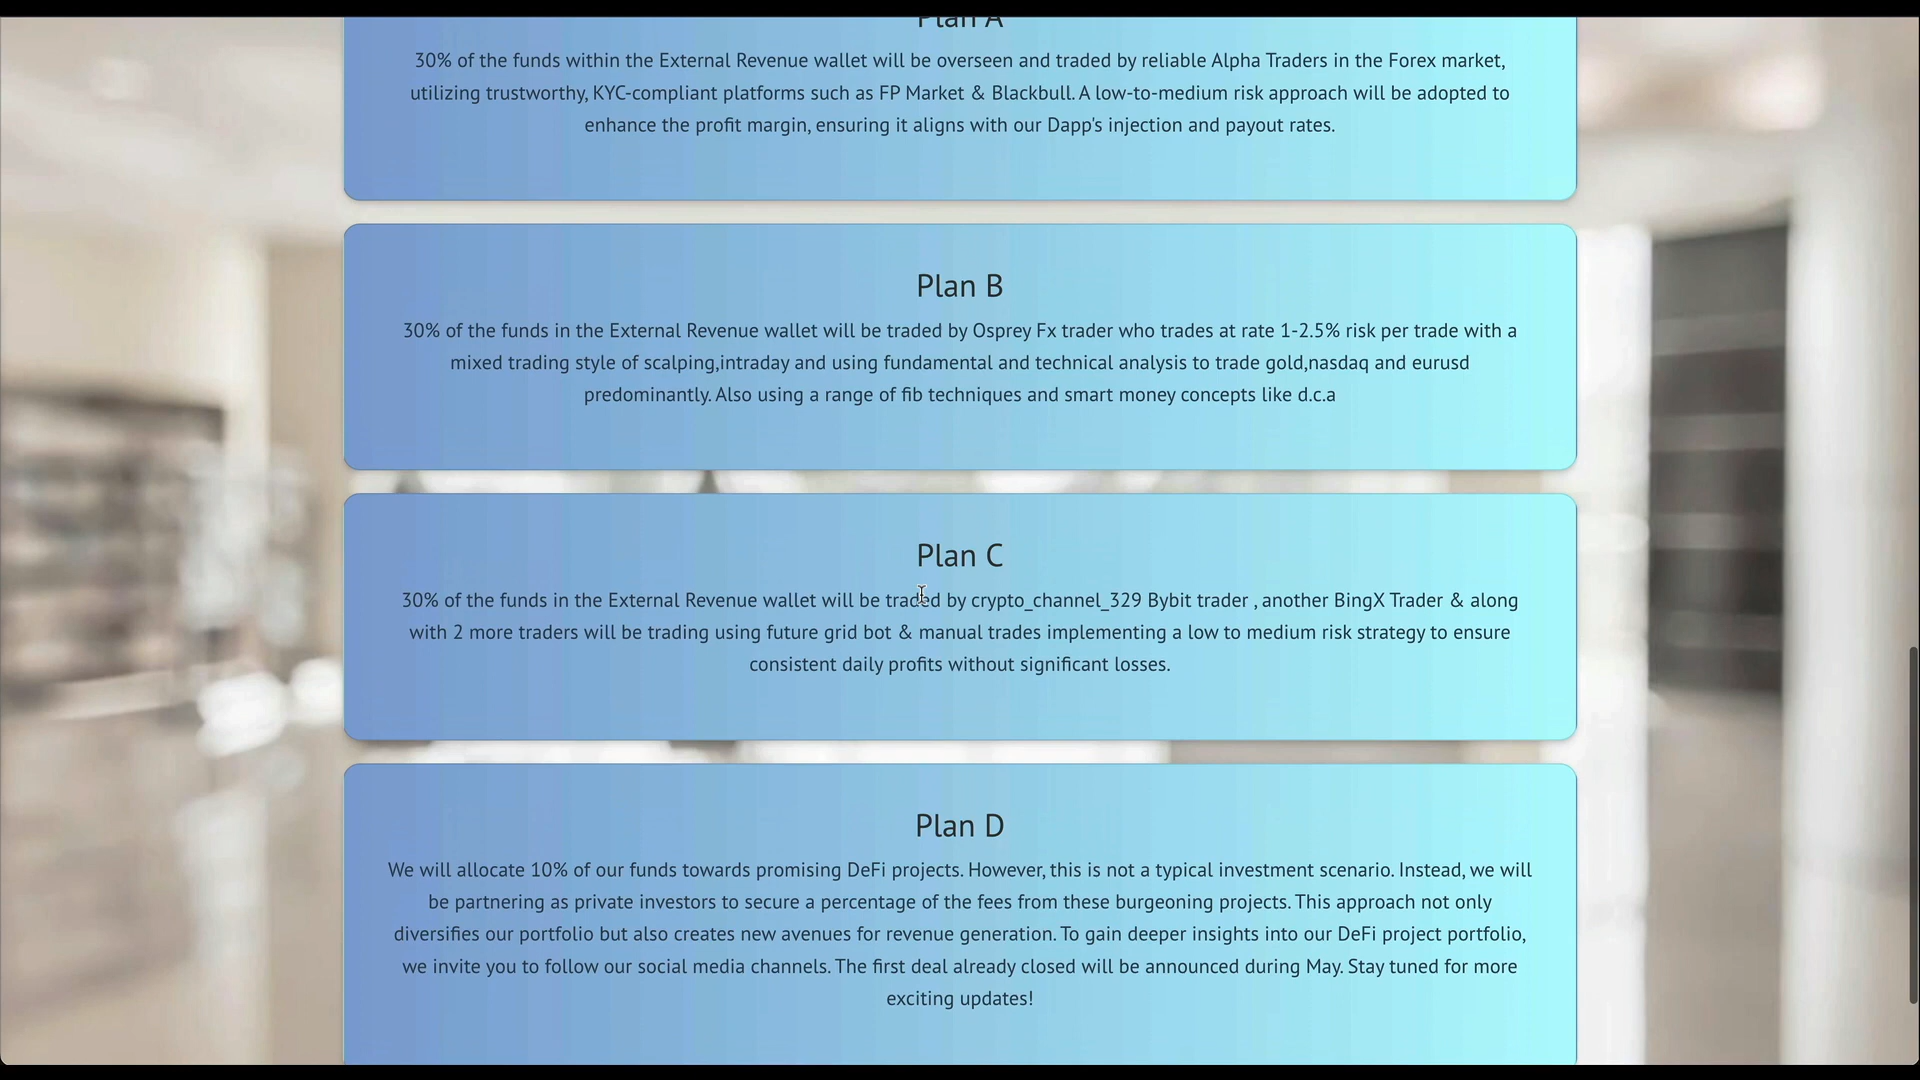 Plan A
30% of the funds within the External Revenue wallet will be overseen and traded by reliable Alpha Traders in the Forex market,
utilizing trustworthy, KYC-compliant platforms such as FP Market & Blackbull. A low-to-medium risk approach will be adopted to
enhance the profit margin, ensuring it aligns with our Dapp's injection and payout rates.
Plan B
30% of the funds in the External Revenue wallet will be traded by Osprey Fx trader who trades at rate 1-2.5% risk per trade with a
mixed trading style of scalping,intraday and using fundamental and technical analysis to trade gold,nasdaq and eurusd
predominantly. Also using a range of fib techniques and smart money concepts like d.c.a
Plan C
30% of the funds in the External Revenue wallet will be traded by crypto_channel_329 Bybit trader , another BingX Trader & along
with 2 more traders will be trading using future grid bot & manual trades implementing a low to medium risk strategy to ensure
consistent daily profits without significant losses.
Plan D
We will allocate 10% of our funds towards promising DeFi projects. However, this is not a typical investment scenario. Instead, we will
be partnering as private investors to secure a percentage of the fees from these burgeoning projects. This approach not only
diversifies our portfolio but also creates new avenues for revenue generation. To gain deeper insights into our DeFi project portfolio,
we invite you to follow our social media channels. The first deal already closed will be announced during May. Stay tuned for more
exciting updates!